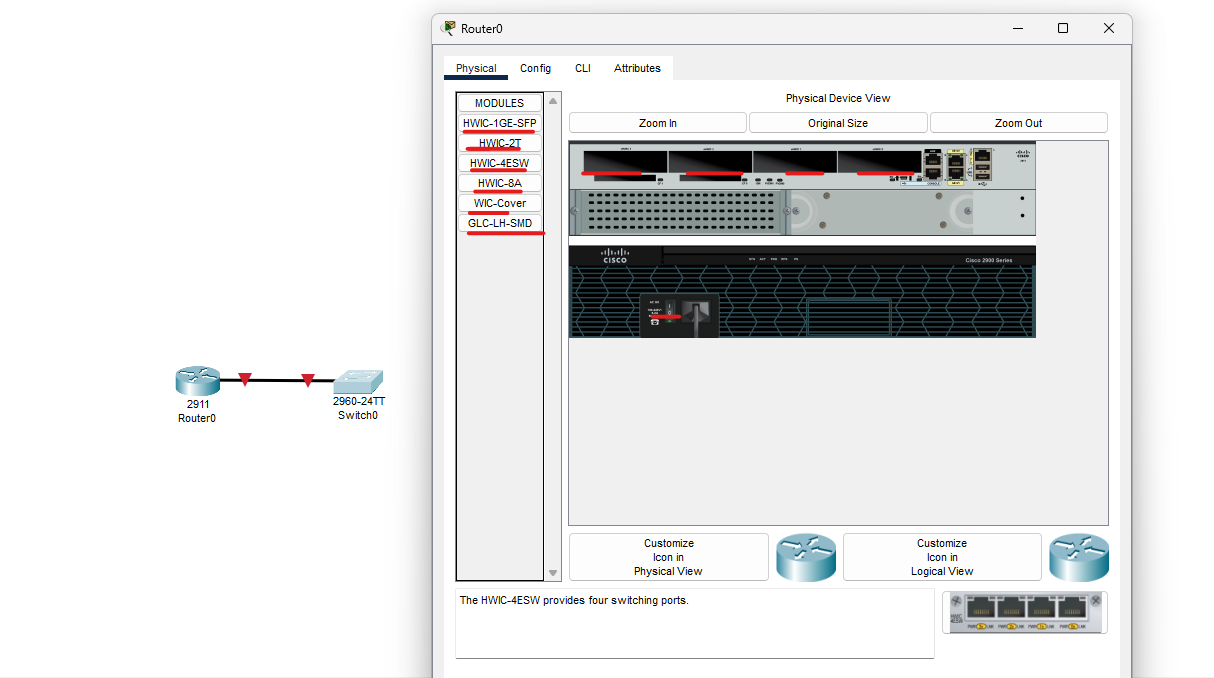 Router0
Physical
Config
CLI
Attributes
MODULES
HWIC-1GE-SFP
HWIC-2T
HWIC-4ESW
HWIC-8A
WIC-Cover
GLC-LH-SMD
Physical Device View
Zoom In
Original Size
Zoom Out
CISCO
Cisco 2900 Series
2911
Router0
2960-24TT
Switch0
Customize
Icon in
Physical View
Customize
Icon in
Logical View
The HWIC-4ESW provides four switching ports.